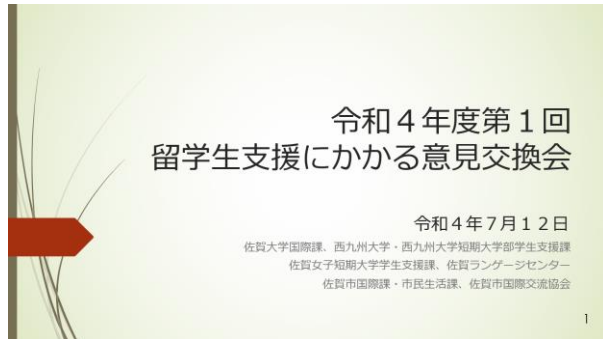 令和４年度第１回
留学生支援にかかる意見交換会
令和４年７月１２日
佐賀大学国際課、西九州大学・西九州大学短期大学部学生支援課
佐賀女子短期大学学生支援課、佐賀ランゲージセンター
佐賀市国際課・市民生活課、佐賀市国際交流協会
1